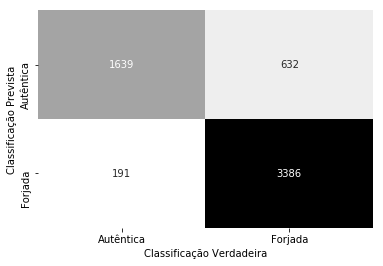 Classificação Prevista
Autêntica
1639 632
Forjada
191 3386
Autêntica Forjada
Classificação Verdadeira